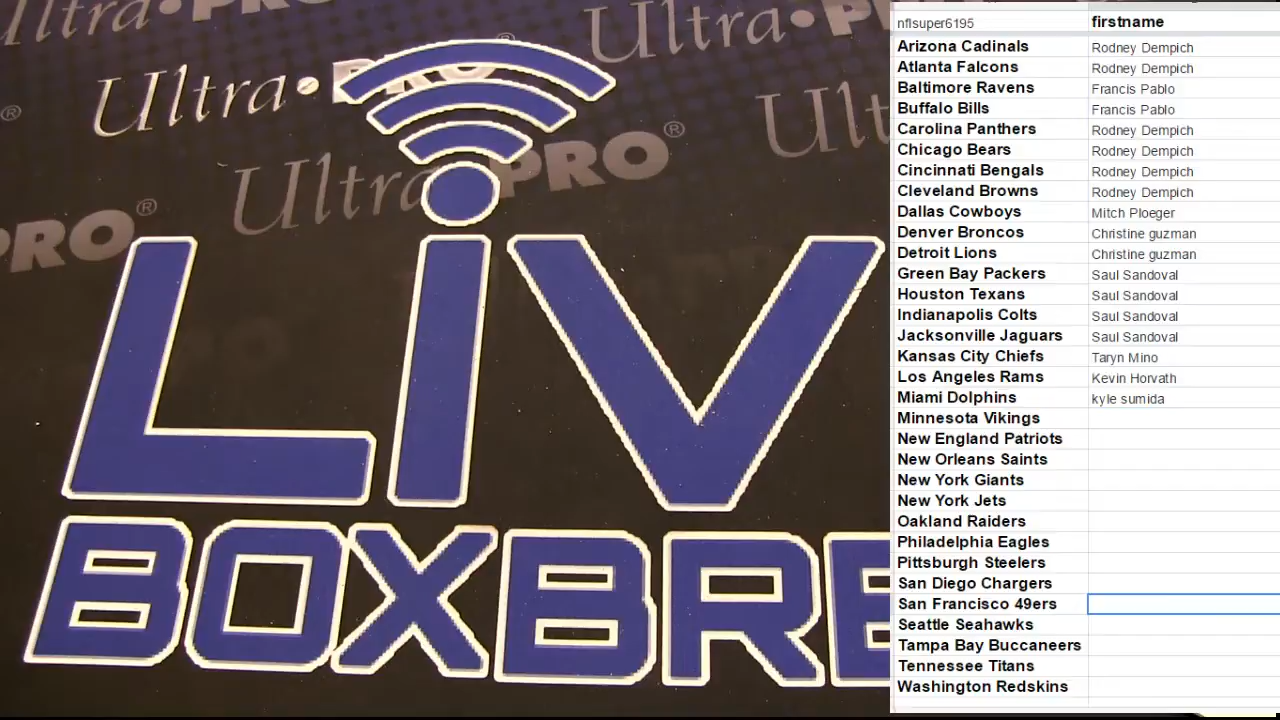 Ultra•PRO
Ultra•PRO®
®
Ultra•PRO
Ultra PRO®
PRO®
Ultra
LiV
BOXBRE
nflsuper6195 firstname
Arizona Cadinals Rodney Dempich
Atlanta Falcons Rodney Dempich
Baltimore Ravens Francis Pablo
Buffalo Bills Francis Pablo
Carolina Panthers Rodney Dempich
Chicago Bears Rodney Dempich
Cincinnati Bengals Rodney Dempich
Cleveland Browns Rodney Dempich
Dallas Cowboys Mitch Ploeger
Denver Broncos Christine guzman
Detroit Lions Christine guzman
Green Bay Packers Saul Sandoval
Houston Texans Saul Sandoval
Indianapolis Colts Saul Sandoval
Jacksonville Jaguars Saul Sandoval
Kansas City Chiefs Taryn Mino
Los Angeles Rams Kevin Horvath
Miami Dolphins kyle sumida
Minnesota Vikings
New England Patriots
New Orleans Saints
New York Giants
New York Jets
Oakland Raiders
Philadelphia Eagles
Pittsburgh Steelers
San Diego Chargers
San Francisco 49ers
Seattle Seahawks
Tampa Bay Buccaneers
Tennessee Titans
Washington Redskins